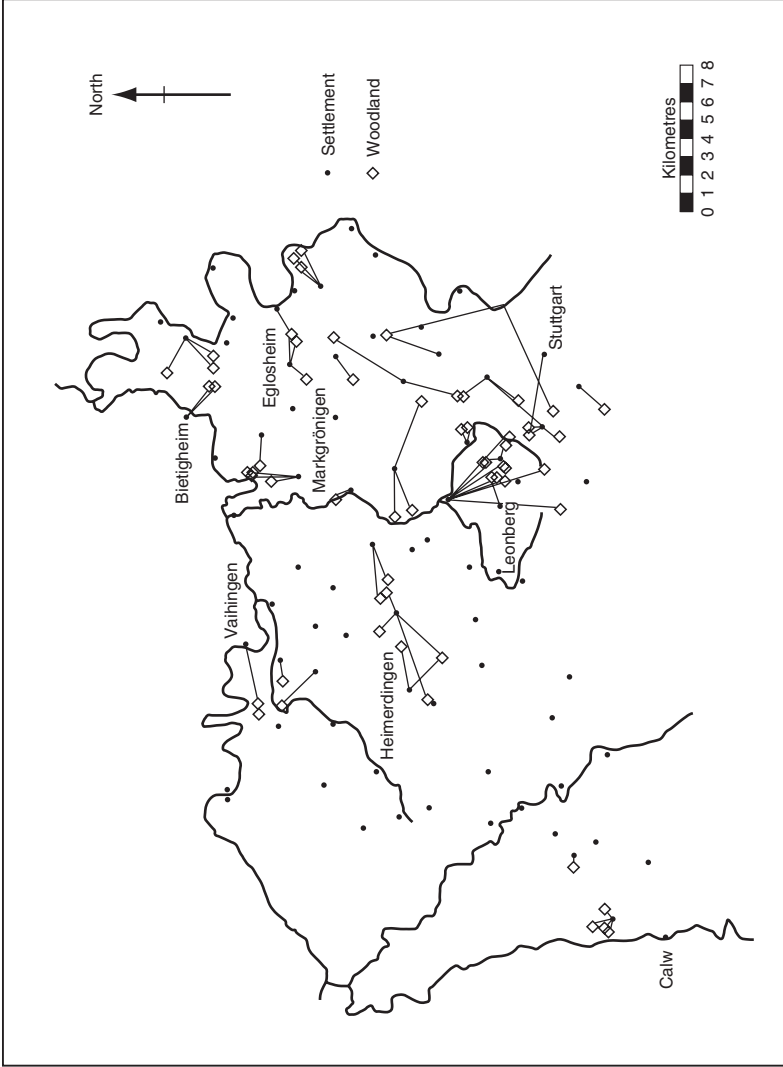 North
Settlement
Woodland
Kilometres
0 1 2 3 4 5 6 7 8
Bietigheim
Eglosheim
Markgrönigen
Vaihingen
Heimerdingen
Leonberg
Stuttgart
Calw